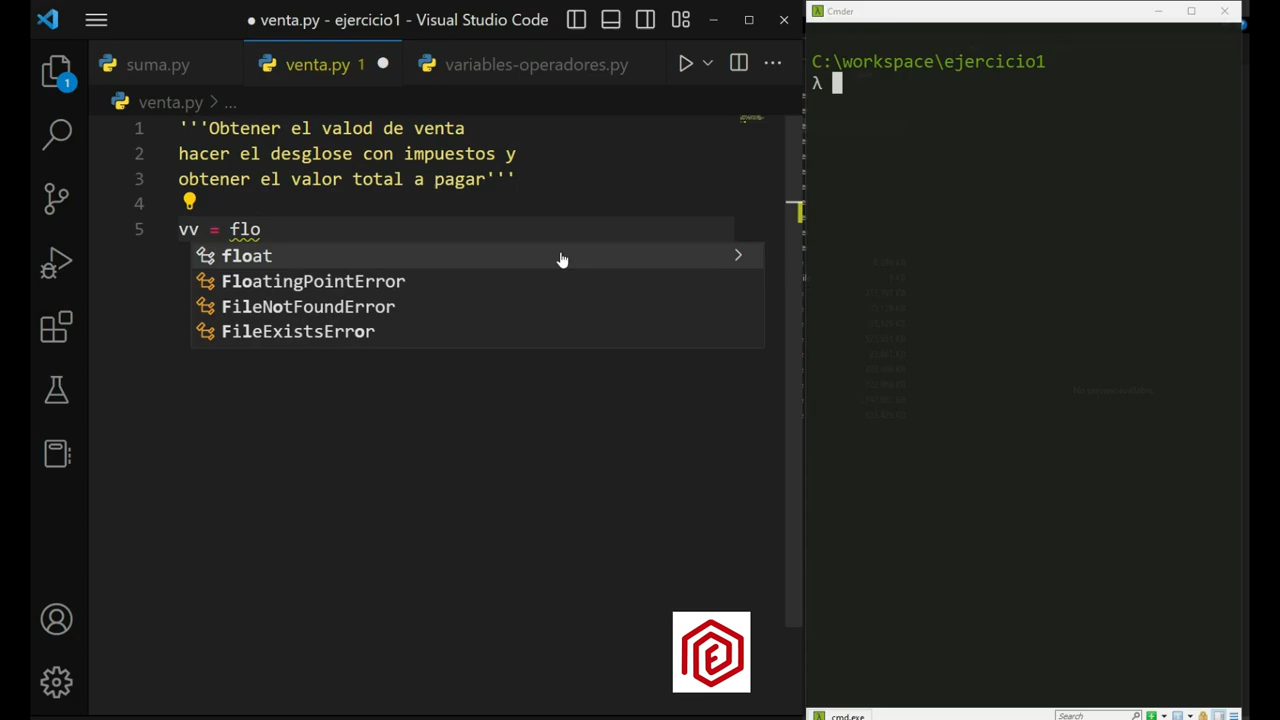 venta.py - ejercicio1 - Visual Studio Code
suma.py
venta.py 1
variables-operadores.py
1
venta.py > ...
1 '''Obtener el valod de venta
2 hacer el desglose con impuestos y
3 obtener el valor total a pagar'''
4
5 vv = flo
float
FloatingPointError
FileNotFoundError
FileExistsError
Cmder
C:\workspace\ejercicio1
λ
cmd.exe
Search